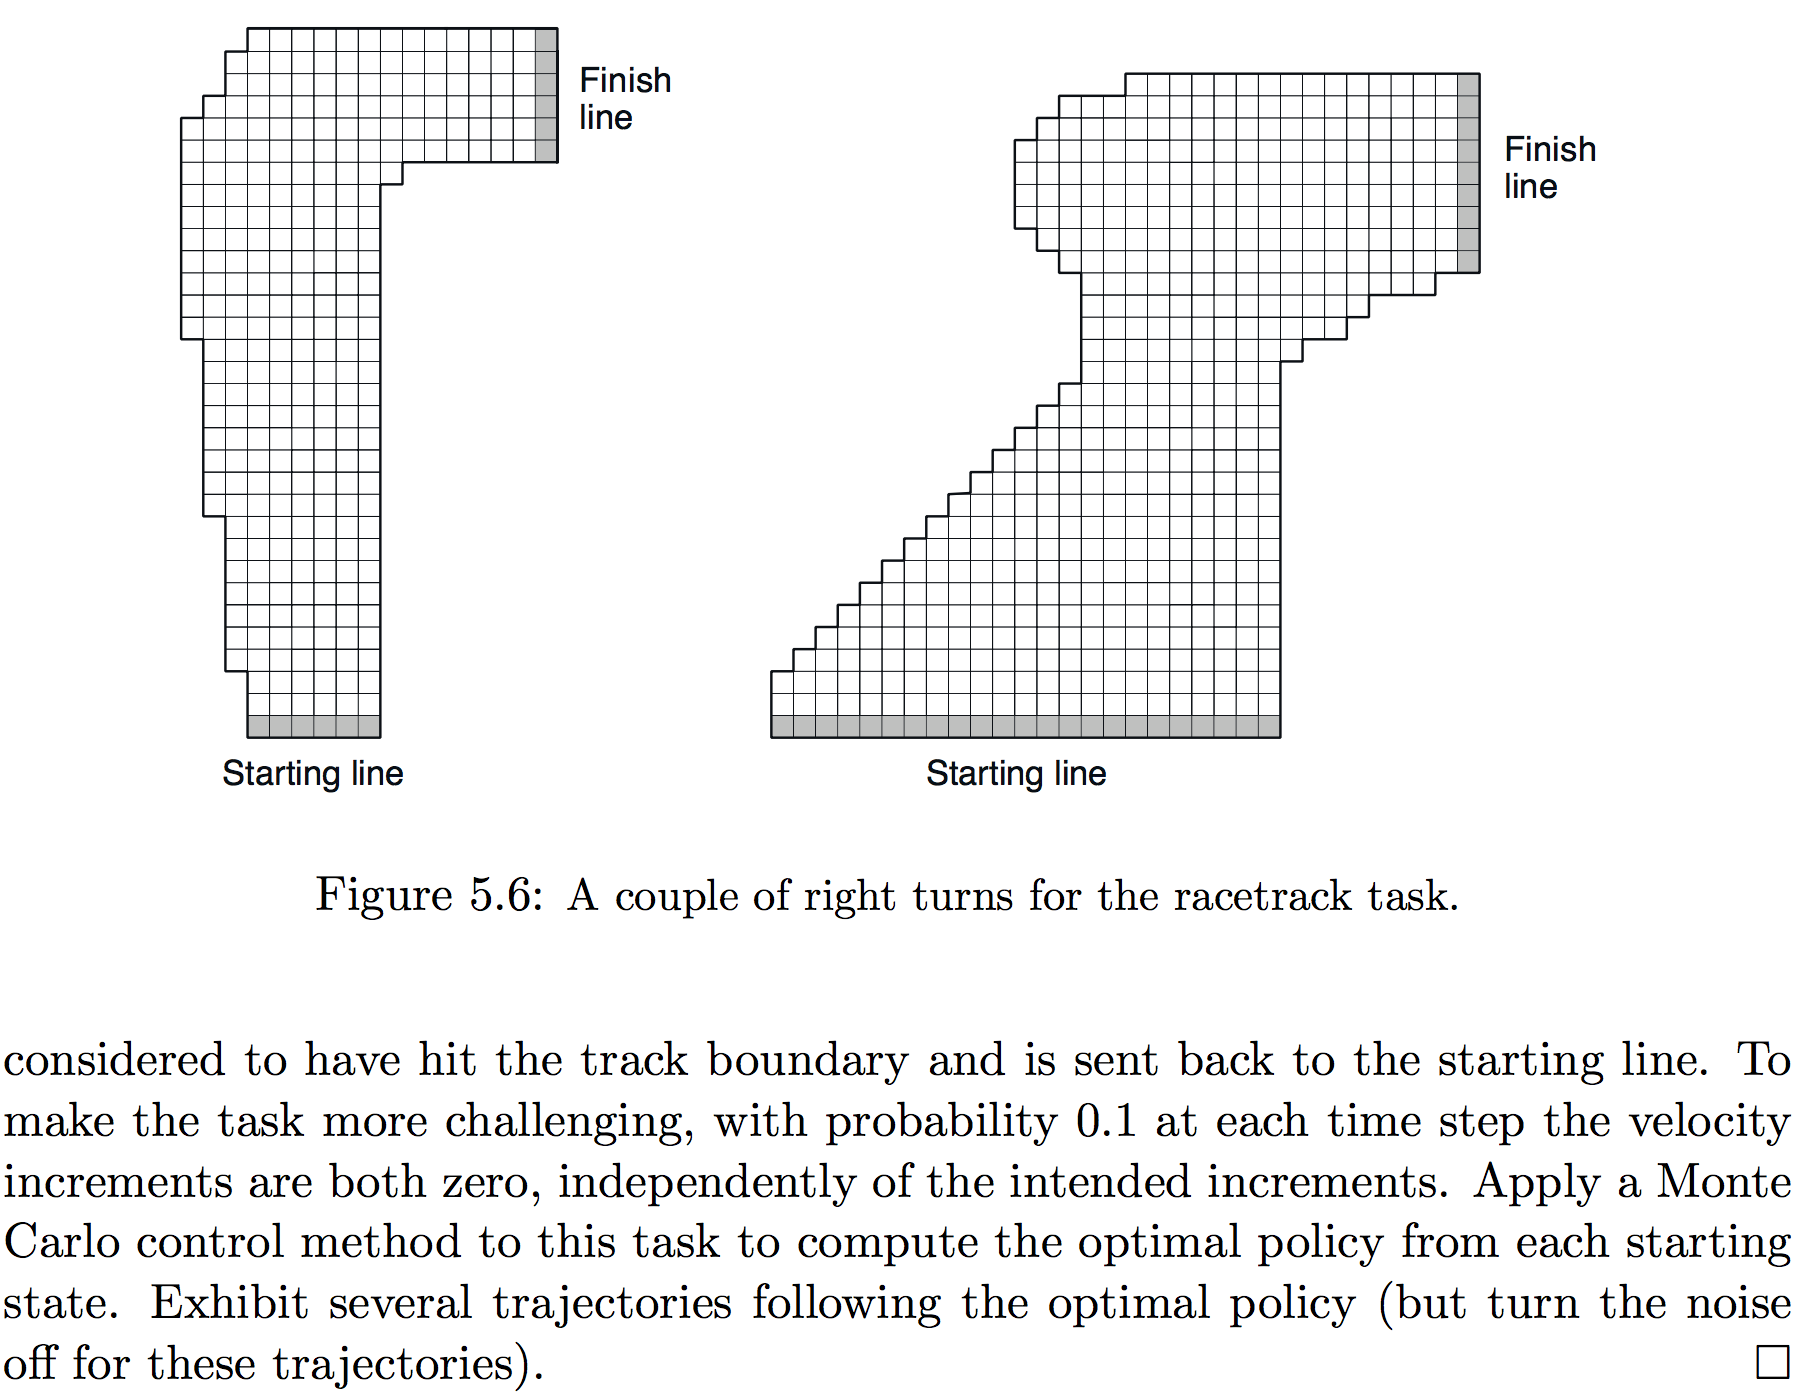 Finish
line
Finish
line
Starting line
Starting line
Figure 5.6: A couple of right turns for the racetrack task.
considered to have hit the track boundary and is sent back to the starting line. To
make the task more challenging, with probability 0.1 at each time step the velocity
increments are both zero, independently of the intended increments. Apply a Monte
Carlo control method to this task to compute the optimal policy from each starting
state. Exhibit several trajectories following the optimal policy (but turn the noise
off for these trajectories). □